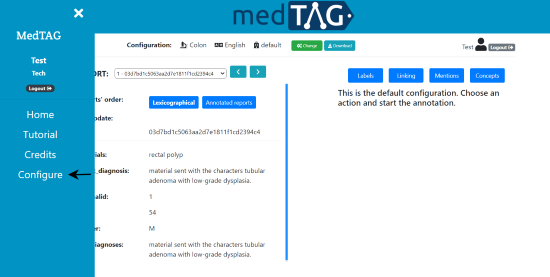 medTAG
MedTAG
Test
Tech
Logout
Home
Tutorial
Credits
Configure
Configuration: Colon English default Change Download
Test Logout
ORT: 1 - 03d7bd1c5063aa2d7e1811f1cd2394c4
ts' order: Lexicographical Annotated reports
pdate:
03d7bd1c5063aa2d7e1811f1cd2394c4
ials: rectal polyp
_diagnosis: material sent with the characters tubular
adenoma with low-grade dysplasia.
alid: 1
54
er: M
iagnoses: material sent with the characters tubular
adenoma with low-grade dysplasia.
Labels Linking Mentions Concepts
This is the default configuration. Choose an
action and start the annotation.